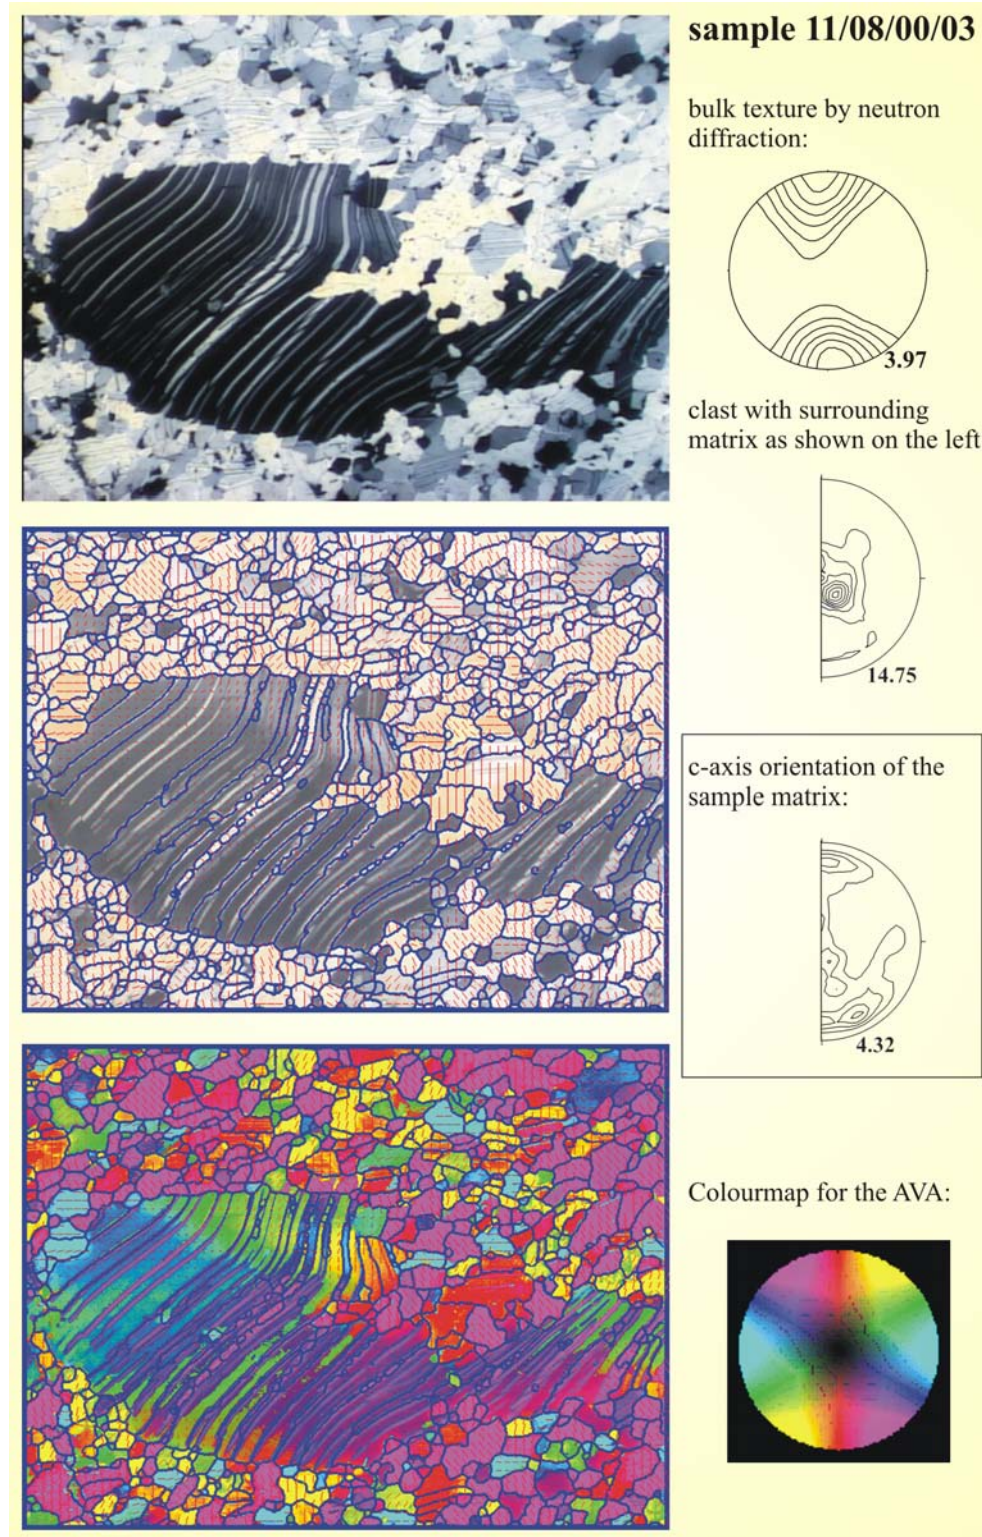 sample 11/08/00/03
bulk texture by neutron
diffraction:
3.97
clast with surrounding
matrix as shown on the left
14.75
c-axis orientation of the
sample matrix:
4.32
Colourmap for the AVA: